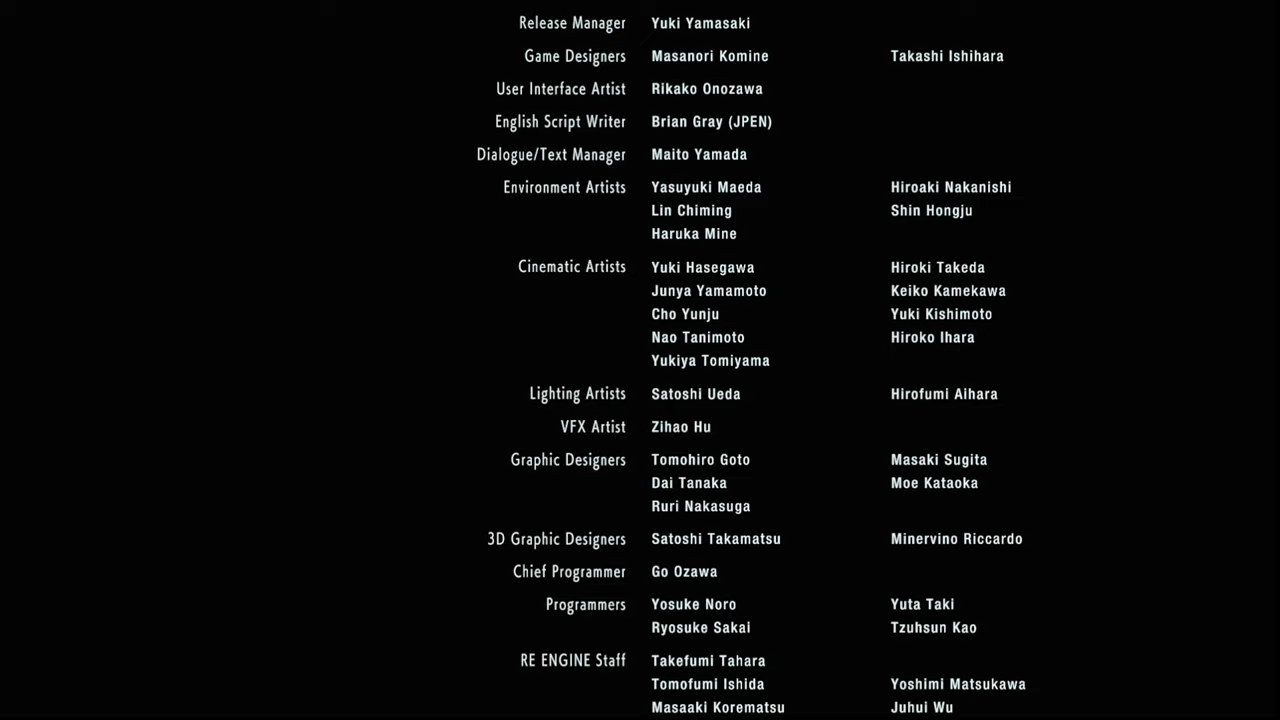 Release Manager Yuki Yamasaki
Game Designers Masanori Komine Takashi Ishihara
User Interface Artist Rikako Onozawa
English Script Writer Brian Gray (JPEN)
Dialogue/Text Manager Maito Yamada
Environment Artists Yasuyuki Maeda Hiroaki Nakanishi
Lin Chiming Shin Hongju
Haruka Mine
Cinematic Artists Yuki Hasegawa Hiroki Takeda
Junya Yamamoto Keiko Kamekawa
Cho Yunju Yuki Kishimoto
Nao Tanimoto Hiroko Ihara
Yukiya Tomiyama
Lighting Artists Satoshi Ueda Hirofumi Aihara
VFX Artist Zihao Hu
Graphic Designers Tomohiro Goto Masaki Sugita
Dai Tanaka Moe Kataoka
Ruri Nakasuga
3D Graphic Designers Satoshi Takamatsu Minervino Riccardo
Chief Programmer Go Ozawa
Programmers Yosuke Noro Yuta Taki
Ryosuke Sakai Tzuhsun Kao
RE ENGINE Staff Takefumi Tahara
Tomofumi Ishida Yoshimi Matsukawa
Masaaki Korematsu Juhui Wu